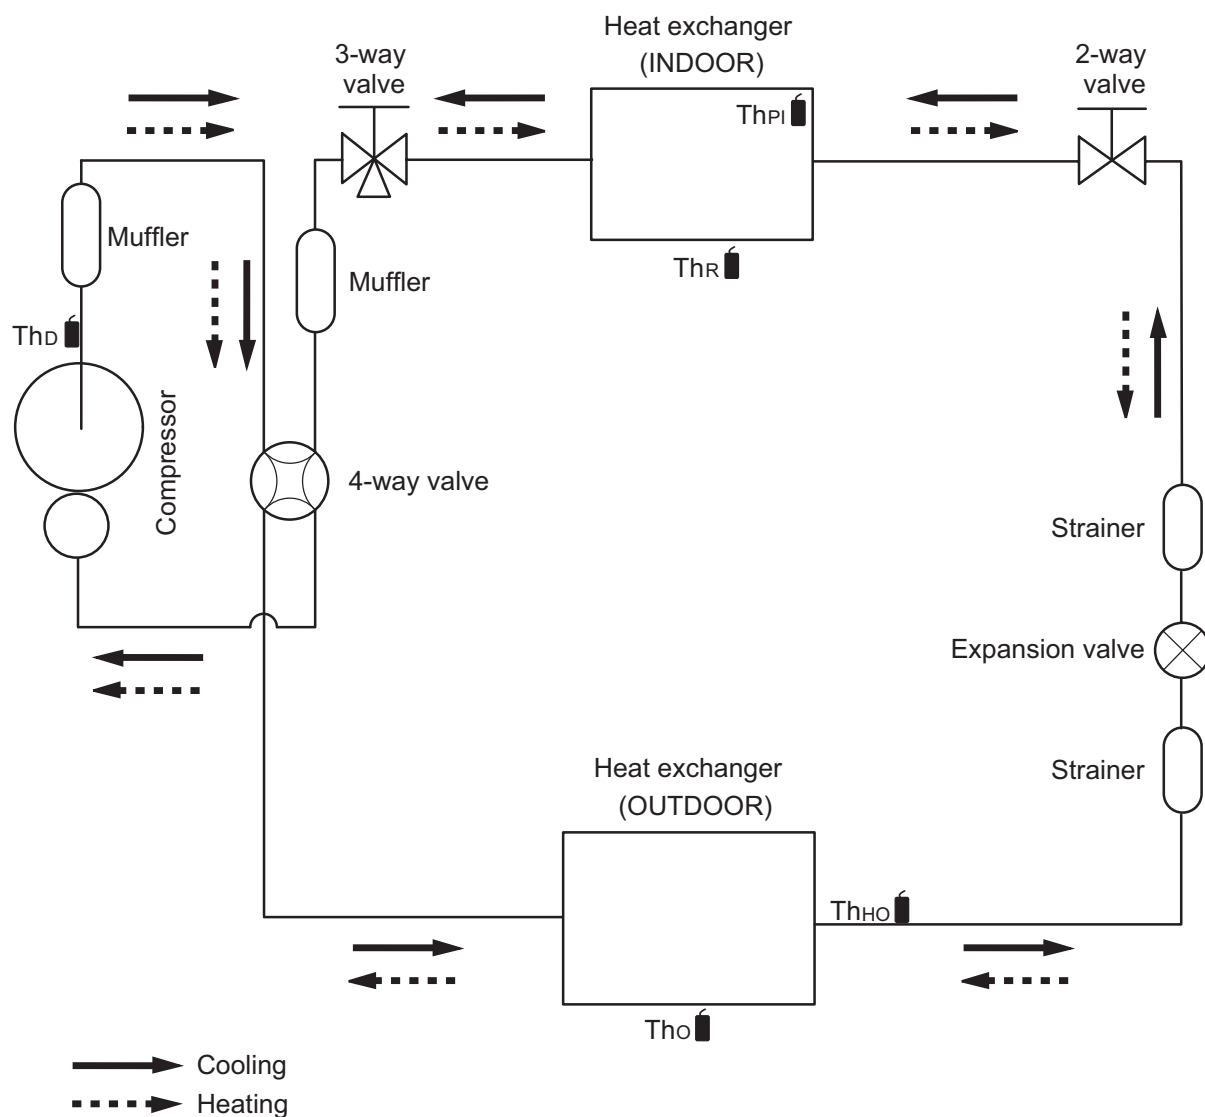 Heat exchanger
(INDOOR)
3-way
valve
2-way
valve
ThPI
Muffler
ThR
Muffler
ThD
Compressor
4-way valve
Strainer
Expansion valve
Strainer
Heat exchanger
(OUTDOOR)
ThHO
ThO
Cooling
Heating